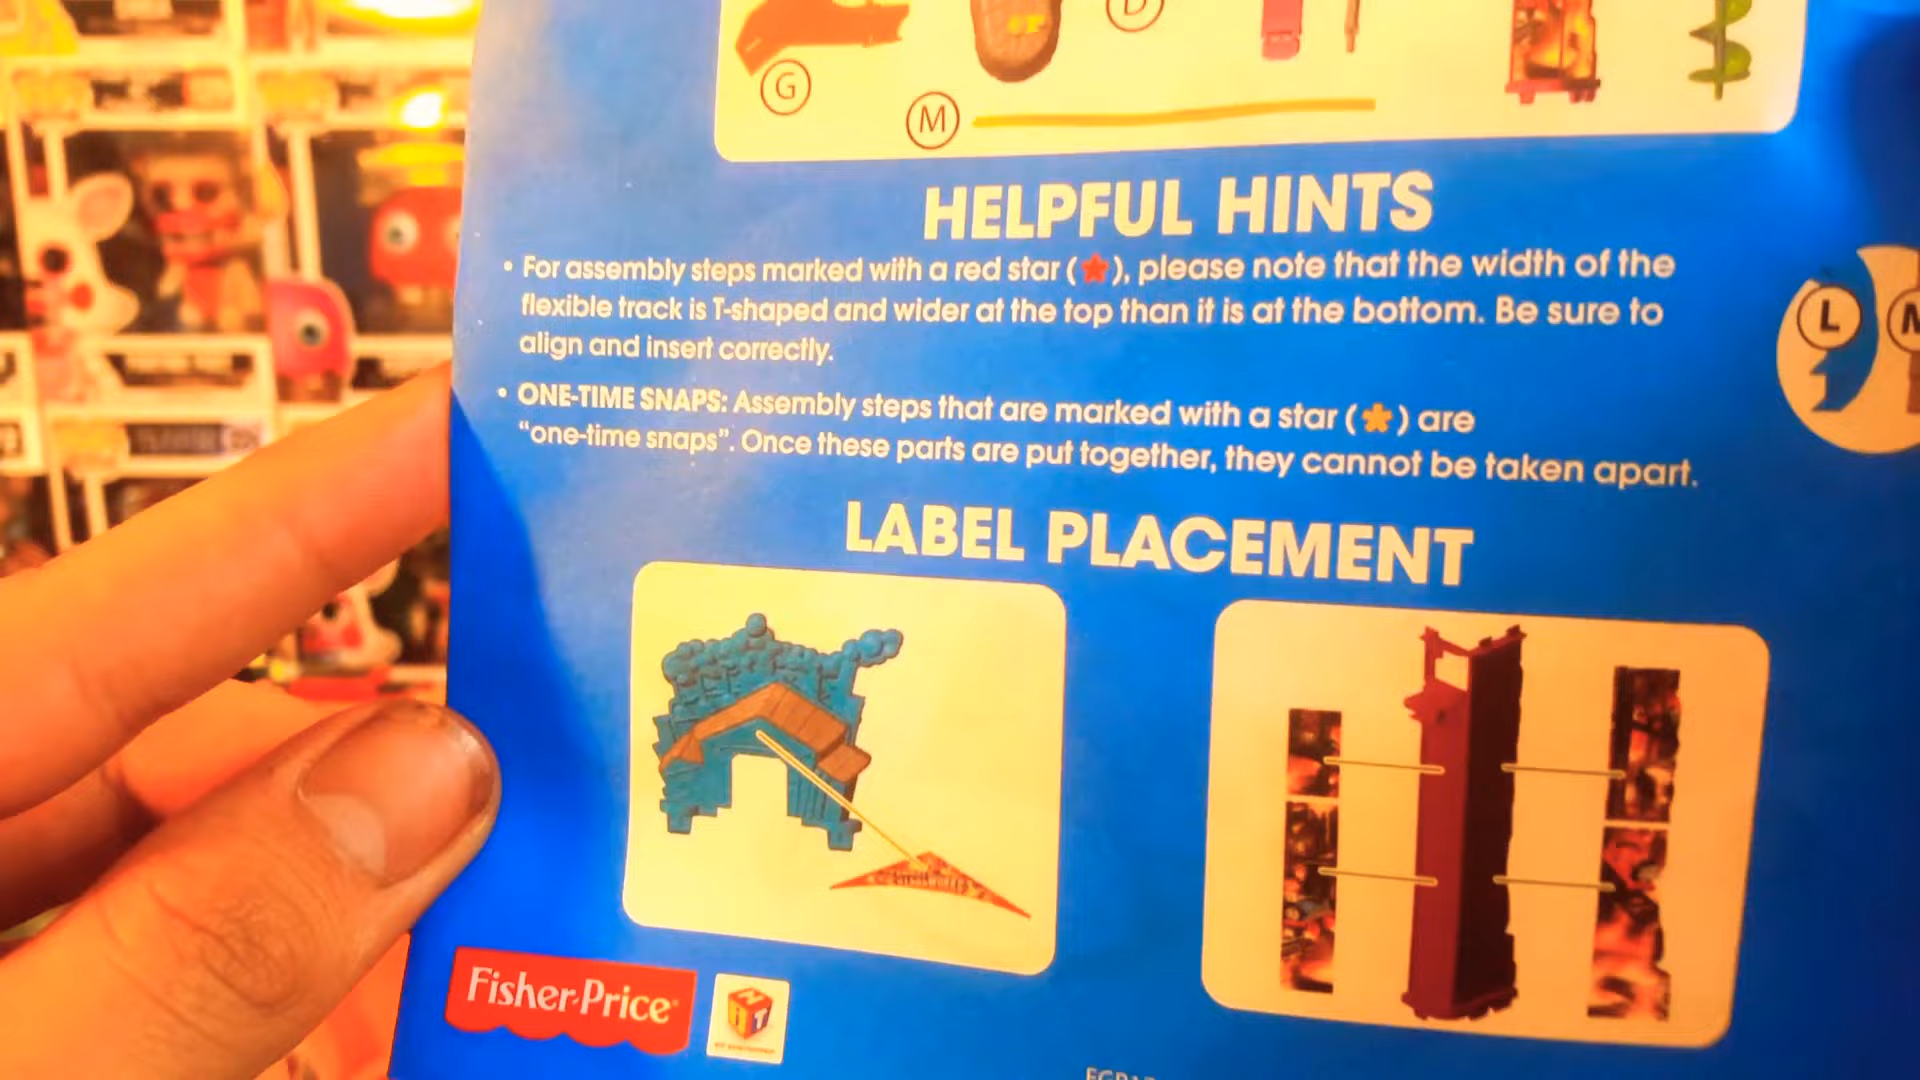 G
D
M
HELPFUL HINTS
• For assembly steps marked with a red star (★), please note that the width of the
flexible track is T-shaped and wider at the top than it is at the bottom. Be sure to
align and insert correctly.
• ONE-TIME SNAPS: Assembly steps that are marked with a star (★) are
“one-time snaps”. Once these parts are put together, they cannot be taken apart.
L
LABEL PLACEMENT
Fisher-Price
HiT